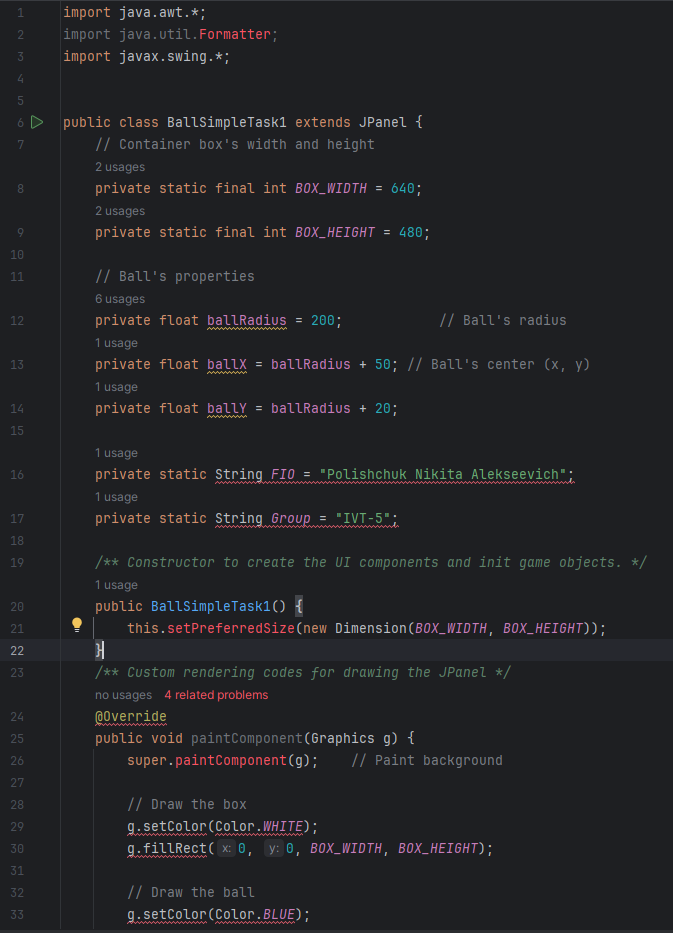 1 import java.awt.*;
2 import java.util.Formatter;
3 import javax.swing.*;
4
5
6 public class BallSimpleTask1 extends JPanel {
7 // Container box's width and height
2 usages
8 private static final int BOX_WIDTH = 640;
2 usages
9 private static final int BOX_HEIGHT = 480;
10
11 // Ball's properties
6 usages
12 private float ballRadius = 200; // Ball's radius
1 usage
13 private float ballX = ballRadius + 50; // Ball's center (x, y)
1 usage
14 private float ballY = ballRadius + 20;
15
1 usage
16 private static String FIO = "Polishchuk Nikita Alekseevich";
1 usage
17 private static String Group = "IVT-5";
18
19 /** Constructor to create the UI components and init game objects. */
1 usage
20 public BallSimpleTask1() {
21 this.setPreferredSize(new Dimension(BOX_WIDTH, BOX_HEIGHT));
22 }
23 /** Custom rendering codes for drawing the JPanel */
no usages 4 related problems
24 @Override
25 public void paintComponent(Graphics g) {
26 super.paintComponent(g); // Paint background
27
28 // Draw the box
29 g.setColor(Color.WHITE);
30 g.fillRect( x: 0, y: 0, BOX_WIDTH, BOX_HEIGHT);
31
32 // Draw the ball
33 g.setColor(Color.BLUE);